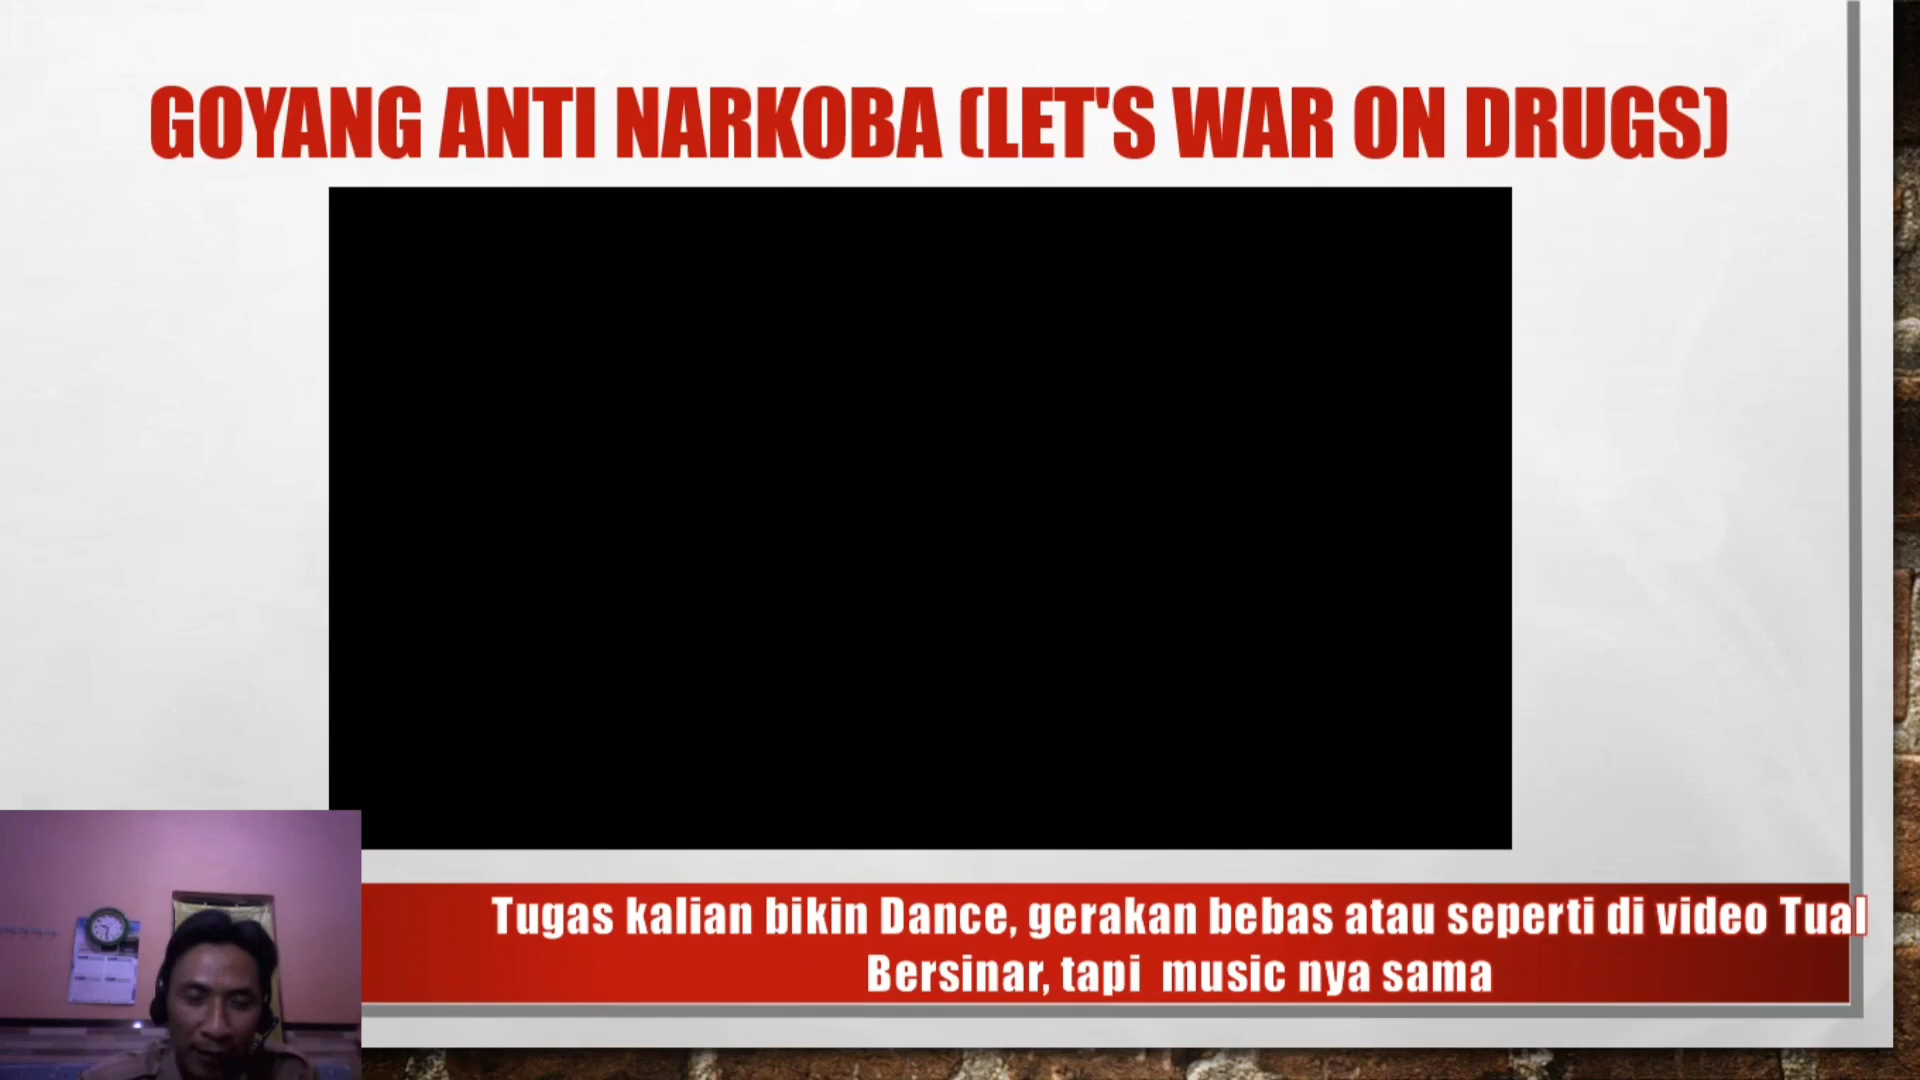 GOYANG ANTI NARKOBA (LET'S WAR ON DRUGS)
Tugas kalian bikin Dance, gerakan bebas atau seperti di video Tual
Bersinar, tapi music nya sama